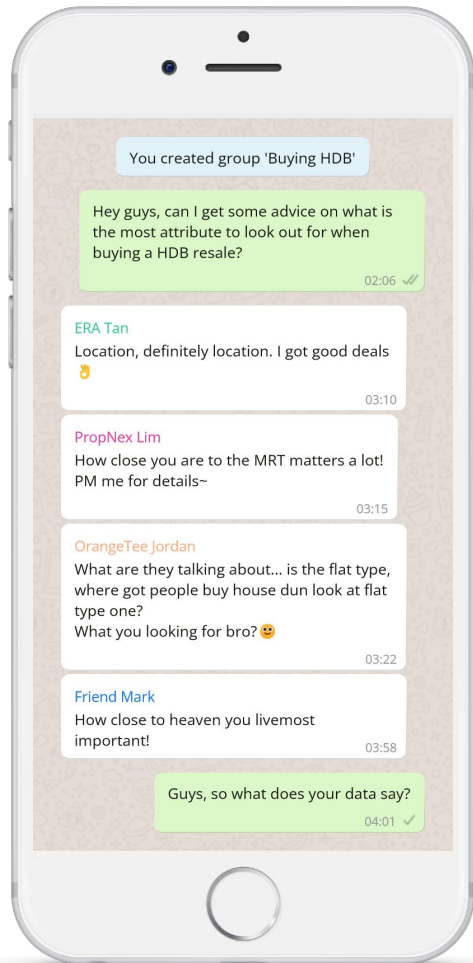 You created group 'Buying HDB'
Hey guys, can I get some advice on what is
the most attribute to look out for when
buying a HDB resale?
02:06
ERA Tan
Location, definitely location. I got good deals
👌
03:10
PropNex Lim
How close you are to the MRT matters a lot!
PM me for details~
03:15
OrangeTee Jordan
What are they talking about... is the flat type,
where got people buy house dun look at flat
type one?
What you looking for bro?🙂
03:22
Friend Mark
How close to heaven you livemost
important!
03:58
Guys, so what does your data say?
04:01